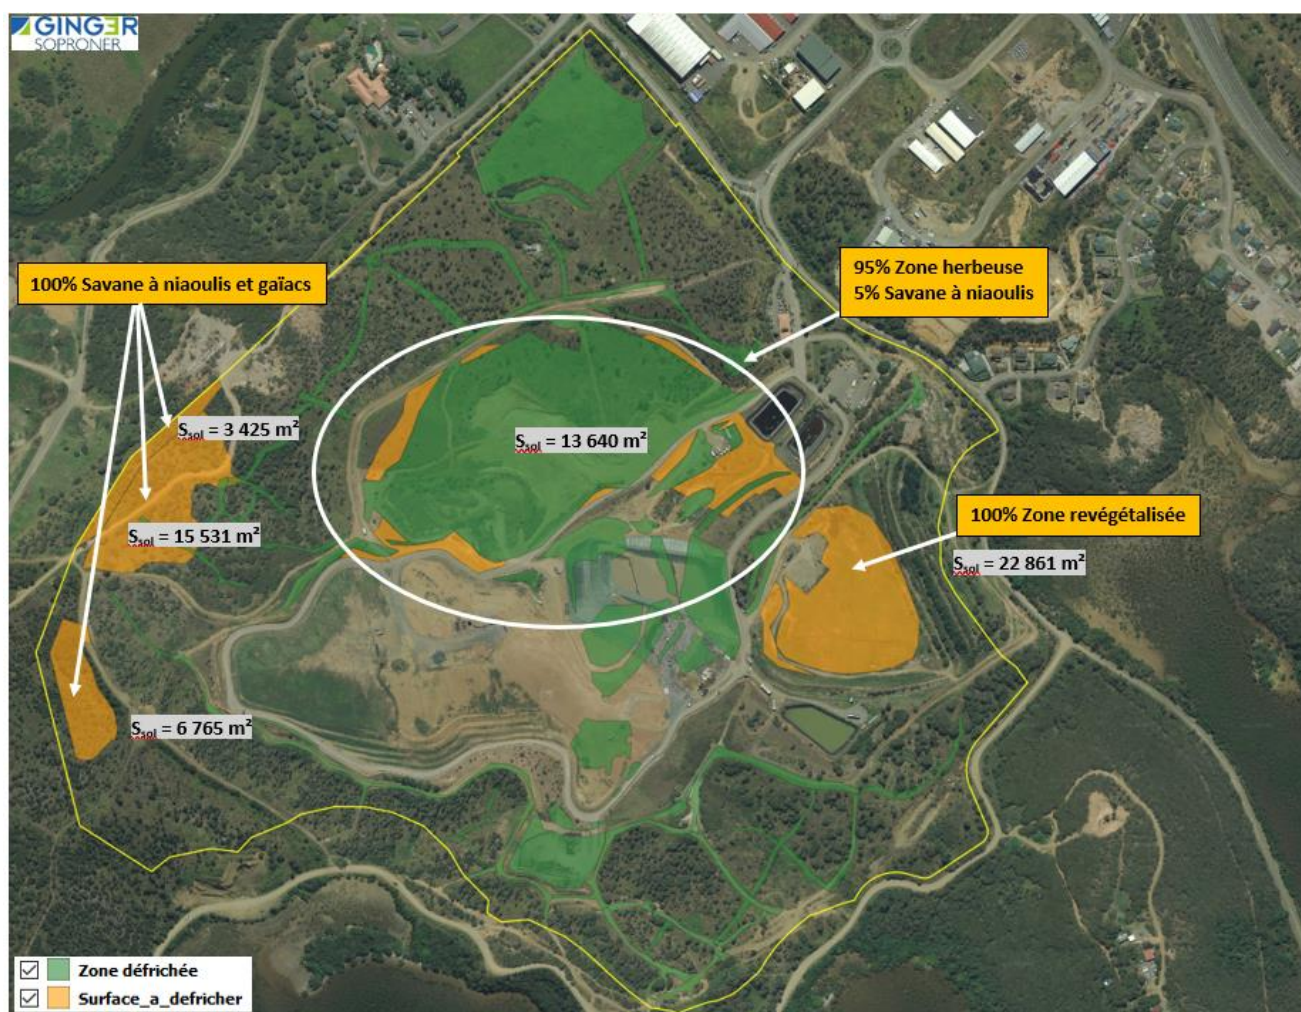 GINGER
SOPRONER
100% Savane à niaoulis et gaïacs
95% Zone herbeuse
5% Savane à niaoulis
Ssol = 3 425 m²
Ssol = 13 640 m²
100% Zone revégétalisée
Ssol = 15 531 m²
Ssol = 22 861 m²
Ssol = 6 765 m²
Zone défrichée
Surface_a_defricher